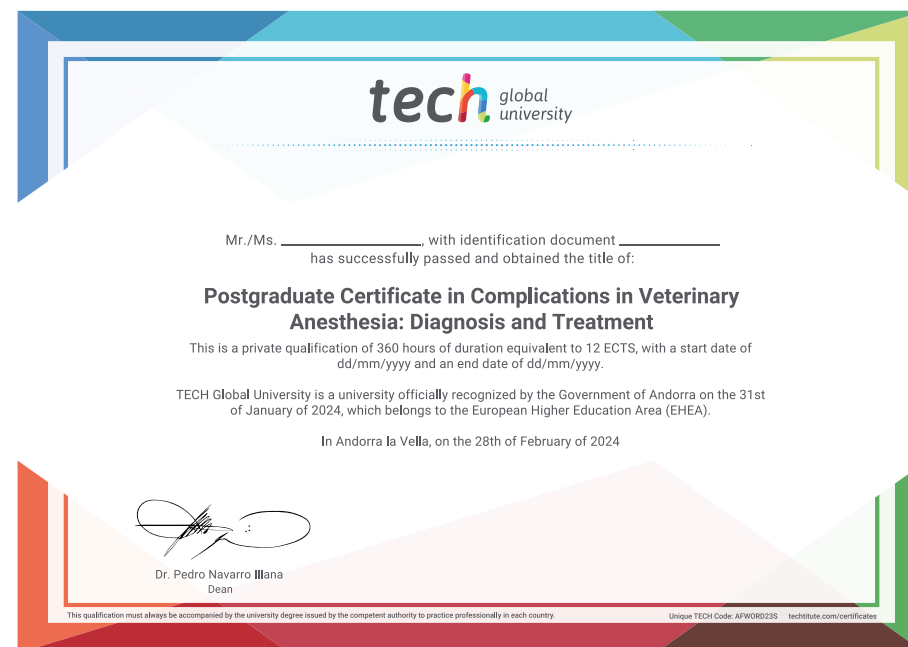 tech global university
Mr./Ms. ____________________, with identification document ______________
has successfully passed and obtained the title of:
Postgraduate Certificate in Complications in Veterinary
Anesthesia: Diagnosis and Treatment
This is a private qualification of 360 hours of duration equivalent to 12 ECTS, with a start date of
dd/mm/yyyy and an end date of dd/mm/yyyy.
TECH Global University is a university officially recognized by the Government of Andorra on the 31st
of January of 2024, which belongs to the European Higher Education Area (EHEA).
In Andorra la Vella, on the 28th of February of 2024
Dr. Pedro Navarro Illana
Dean
This qualification must always be accompanied by the university degree issued by the competent authority to practice professionally in each country.
Unique TECH Code: AFWORD23S techtitute.com/certificates